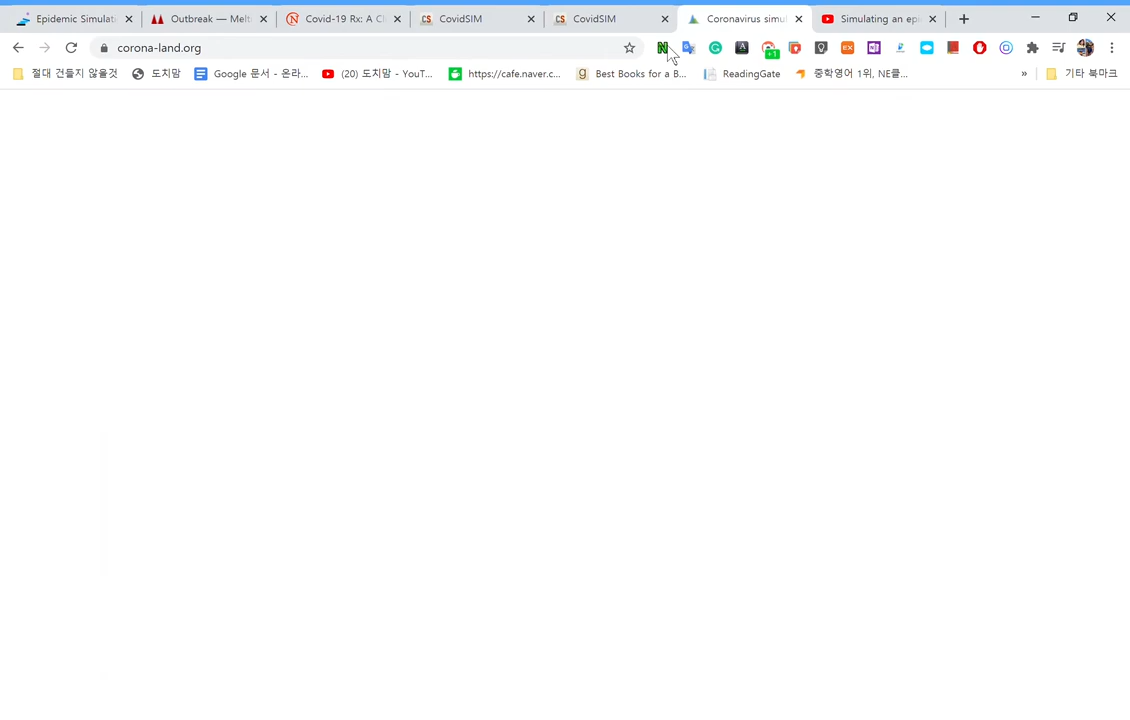 Epidemic Simulat
Outbreak — Melt
Covid-19 Rx: A Cl
CS CovidSIM
CS CovidSIM
Coronavirus simu
Simulating an epi
corona-land.org
절대 건들지 않을것
도치맘
Google 문서 - 온라...
(20) 도치맘 - YouT...
https://cafe.naver.c...
Best Books for a B...
ReadingGate
중학영어 1위, NE클...
»
기타 북마크